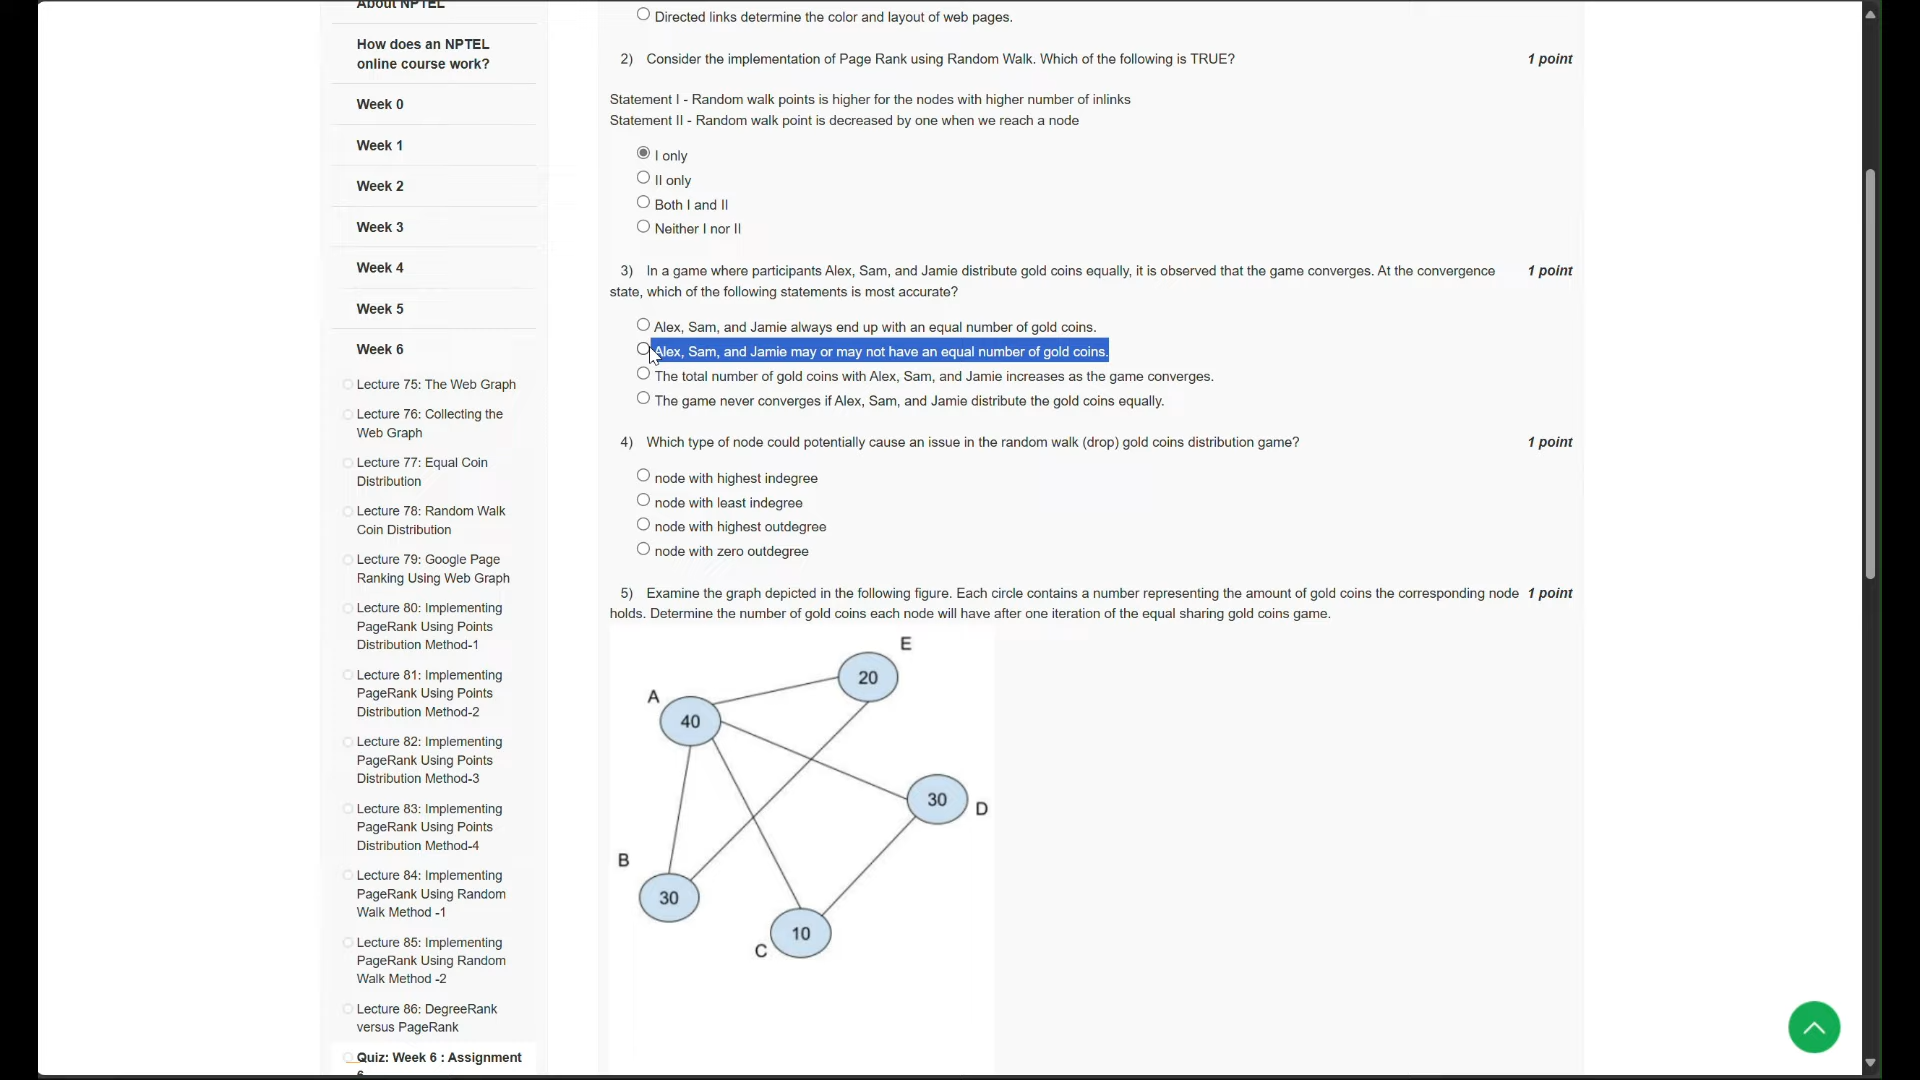 About NPTEL
How does an NPTEL
online course work?
Week 0
Week 1
Week 2
Week 3
Week 4
Week 5
Week 6
Lecture 75: The Web Graph
Lecture 76: Collecting the
Web Graph
Lecture 77: Equal Coin
Distribution
Lecture 78: Random Walk
Coin Distribution
Lecture 79: Google Page
Ranking Using Web Graph
Lecture 80: Implementing
PageRank Using Points
Distribution Method-1
Lecture 81: Implementing
PageRank Using Points
Distribution Method-2
Lecture 82: Implementing
PageRank Using Points
Distribution Method-3
Lecture 83: Implementing
PageRank Using Points
Distribution Method-4
Lecture 84: Implementing
PageRank Using Random
Walk Method -1
Lecture 85: Implementing
PageRank Using Random
Walk Method -2
Lecture 86: DegreeRank
versus PageRank
Quiz: Week 6 : Assignment
6
Directed links determine the color and layout of web pages.
2) Consider the implementation of Page Rank using Random Walk. Which of the following is TRUE? 1 point
Statement I - Random walk points is higher for the nodes with higher number of inlinks
Statement II - Random walk point is decreased by one when we reach a node
I only
II only
Both I and II
Neither I nor II
3) In a game where participants Alex, Sam, and Jamie distribute gold coins equally, it is observed that the game converges. At the convergence 1 point
state, which of the following statements is most accurate?
Alex, Sam, and Jamie always end up with an equal number of gold coins.
Alex, Sam, and Jamie may or may not have an equal number of gold coins.
The total number of gold coins with Alex, Sam, and Jamie increases as the game converges.
The game never converges if Alex, Sam, and Jamie distribute the gold coins equally.
4) Which type of node could potentially cause an issue in the random walk (drop) gold coins distribution game? 1 point
node with highest indegree
node with least indegree
node with highest outdegree
node with zero outdegree
5) Examine the graph depicted in the following figure. Each circle contains a number representing the amount of gold coins the corresponding node 1 point
holds. Determine the number of gold coins each node will have after one iteration of the equal sharing gold coins game.
E
20
A
40
30
D
B
30
10
C